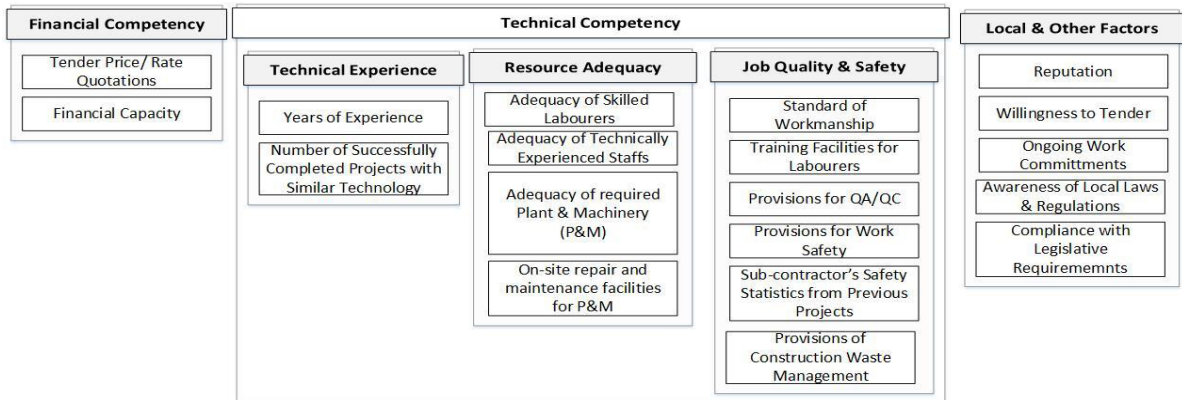 Financial Competency
Tender Price/ Rate
Quotations
Financial Capacity
Technical Competency
Technical Experience
Years of Experience
Number of Successfully
Completed Projects with
Similar Technology
Resource Adequacy
Adequacy of Skilled
Labourers
Adequacy of Technically
Experienced Staffs
Adequacy of required
Plant & Machinery
(P&M)
On-site repair and
maintenance facilities
for P&M
Job Quality & Safety
Standard of
Workmanship
Training Facilities for
Labourers
Provisions for QA/QC
Provisions for Work
Safety
Sub-contractor's Safety
Statistics from Previous
Projects
Provisions of
Construction Waste
Management
Local & Other Factors
Reputation
Willingness to Tender
Ongoing Work
Committments
Awareness of Local Laws
& Regulations
Compliance with
Legislative
Requirememnts